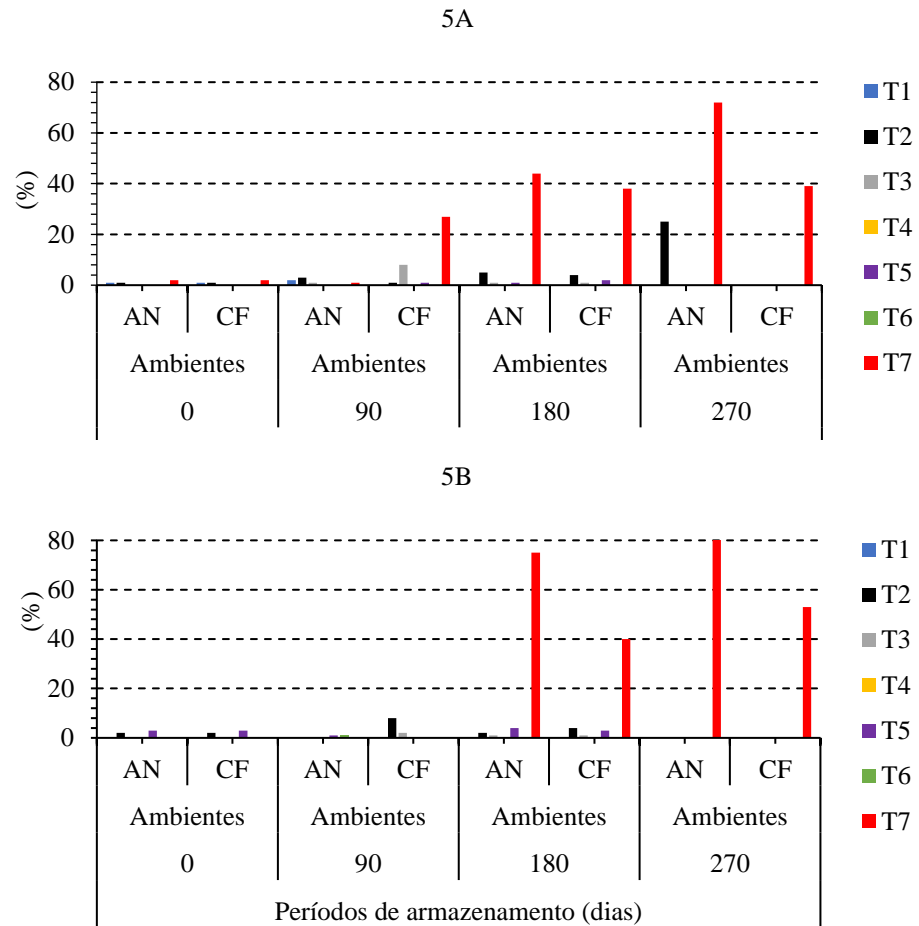 5A
80
60
40
20
0
(%)
AN CF AN CF AN CF AN CF
Ambientes Ambientes Ambientes Ambientes
0 90 180 270
T1
T2
T3
T4
T5
T6
T7
5B
80
60
40
20
0
(%)
AN CF AN CF AN CF AN CF
Ambientes Ambientes Ambientes Ambientes
0 90 180 270
Períodos de armazenamento (dias)
T1
T2
T3
T4
T5
T6
T7